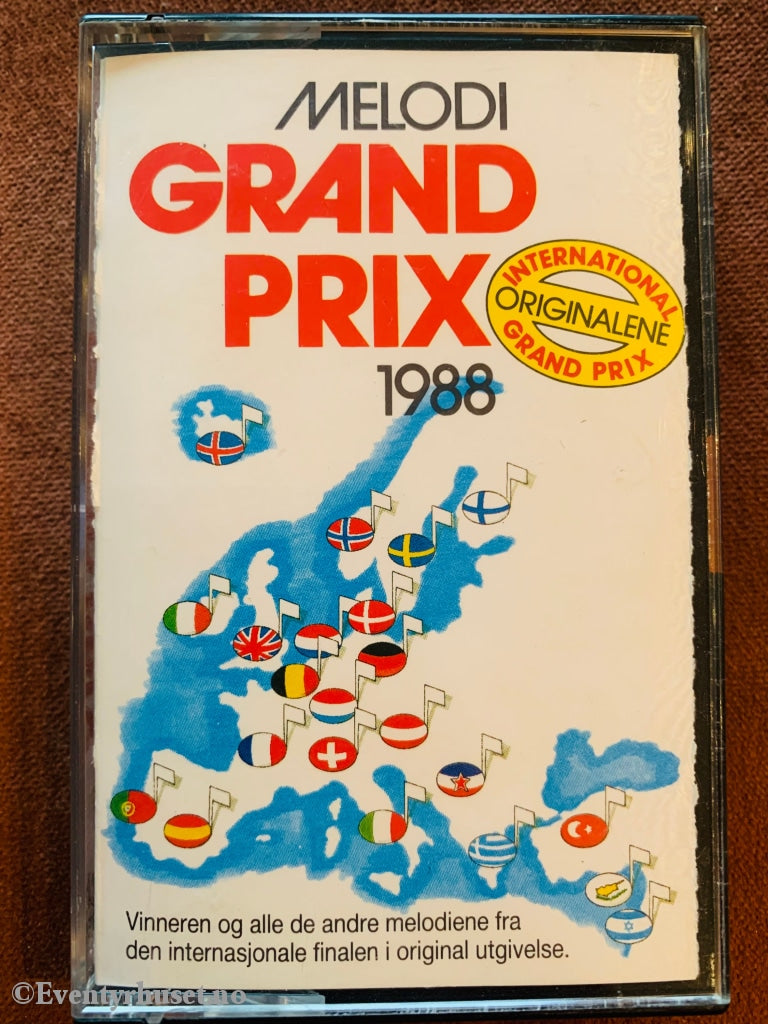 MELODI
GRAND
PRIX
1988
INTERNATIONAL
ORIGINALENE
GRAND PRIX
Vinneren og alle de andre melodiene fra
den internasjonale finalen i original utgivelse.
©Eventyrhuset.no